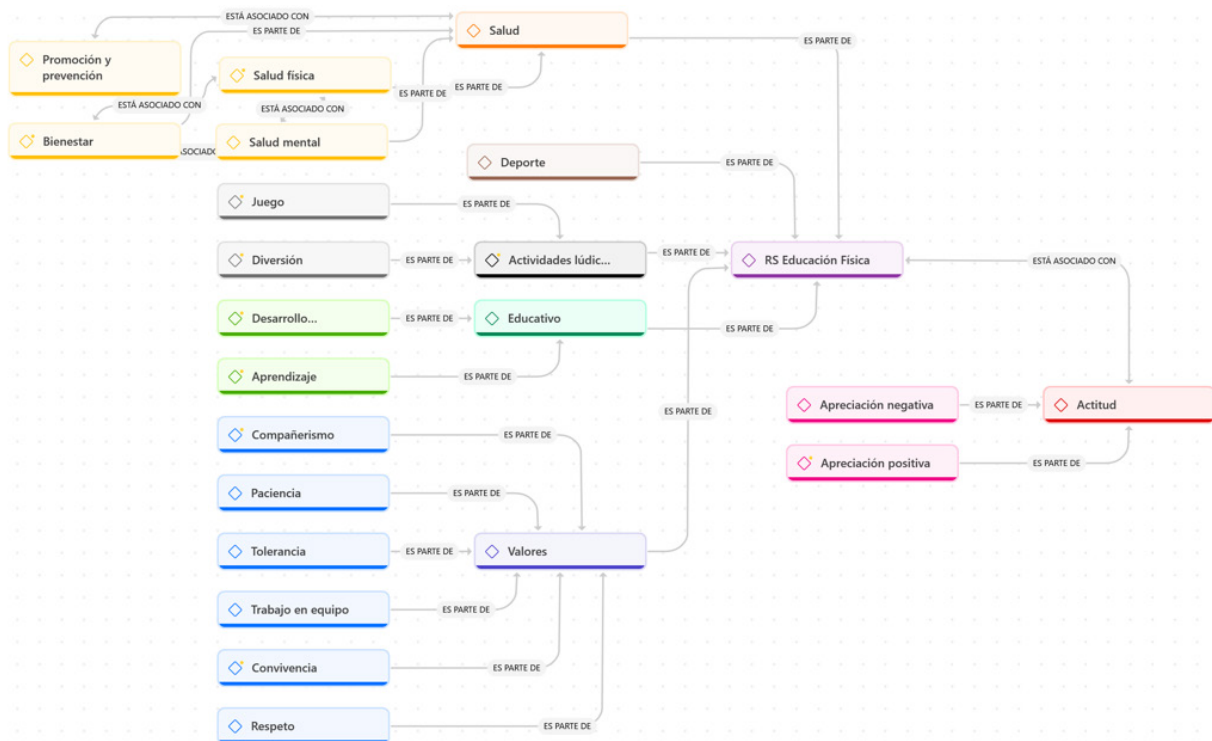 ESTÁ ASOCIADO CON
ES PARTE DE
Salud
ES PARTE DE
Promoción y
prevención
Salud física
ES PARTE DE
ES PARTE DE
ESTÁ ASOCIADO CON
ESTÁ ASOCIADO CON
Bienestar
Salud mental
Deporte
ES PARTE DE
Juego
ES PARTE DE
Diversión
ES PARTE DE
Actividades lúdic...
ES PARTE DE
RS Educación Física
ESTÁ ASOCIADO CON
Desarrollo...
ES PARTE DE
Educativo
ES PARTE DE
Aprendizaje
ES PARTE DE
Apreciación negativa
ES PARTE DE
Actitud
ES PARTE DE
Compañerismo
ES PARTE DE
Apreciación positiva
ES PARTE DE
Paciencia
ES PARTE DE
Tolerancia
ES PARTE DE
Valores
Trabajo en equipo
ES PARTE DE
Convivencia
ES PARTE DE
Respeto
ES PARTE DE